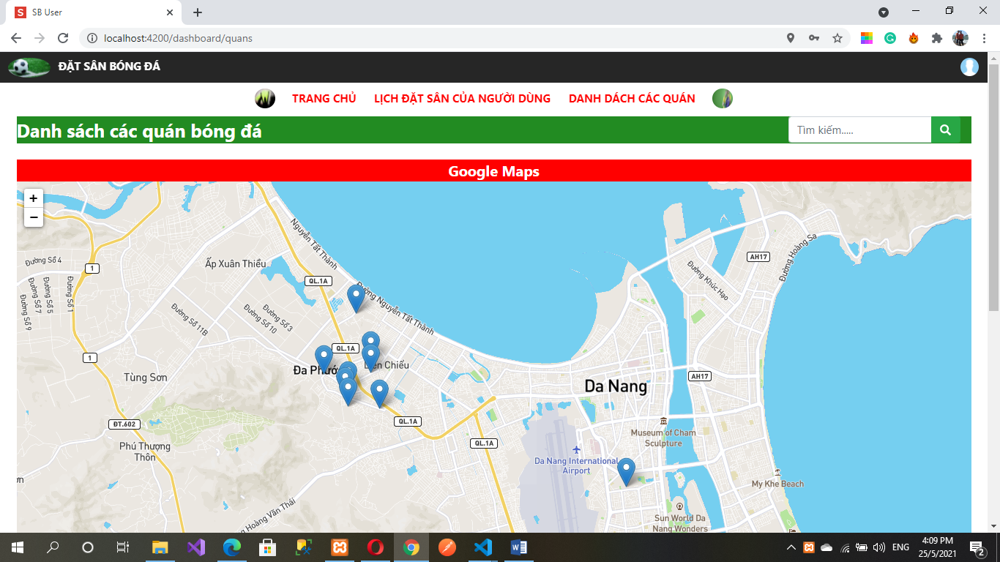 SB User
localhost:4200/dashboard/quans
ĐẶT SÂN BÓNG ĐÁ
TRANG CHỦ
LỊCH ĐẶT SÂN CỦA NGƯỜI DÙNG
DANH DÁCH CÁC QUÁN
Danh sách các quán bóng đá
Tìm kiếm.....
Google Maps
+
−
Nguyễn Tất Thành
Đường Hoàng Sa
AH17
Đường Số 4
1
Ấp Xuân Thiều
Đường Khúc Hạo
QL.1A
Đường Số 7
Đường Số 5
Đường Số 1
Đường Số 9
Đường Nguyễn Tất Thành
Đường Số 11B
Đường Số 10
Đường Số 3
QL.1A
1
Liên Chiểu
Tùng Sơn
AH17
Da Nang
ĐT.602
QL.1A
Museum of Cham
Sculpture
Phú Thượng
Thôn
QL.1A
Da Nang International
Airport
My Khe Beach
Hoàng Văn Thái
Sun World Da
Nang Wonders
ENG
4:09 PM
25/5/2021
2